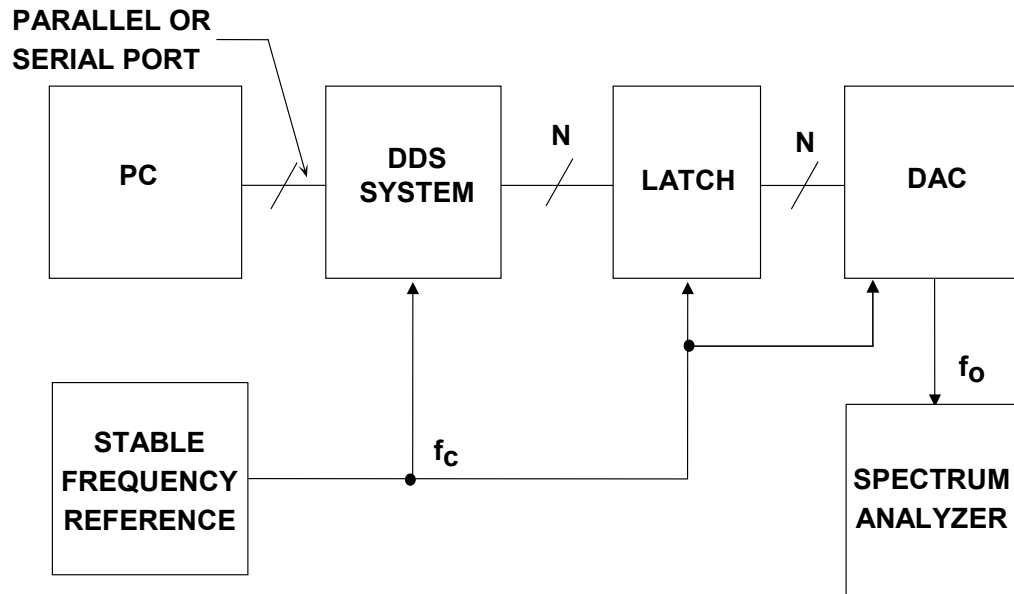 PARALLEL OR
SERIAL PORT
PC
DDS
SYSTEM
N
LATCH
N
DAC
fo
STABLE
FREQUENCY
REFERENCE
fc
SPECTRUM
ANALYZER